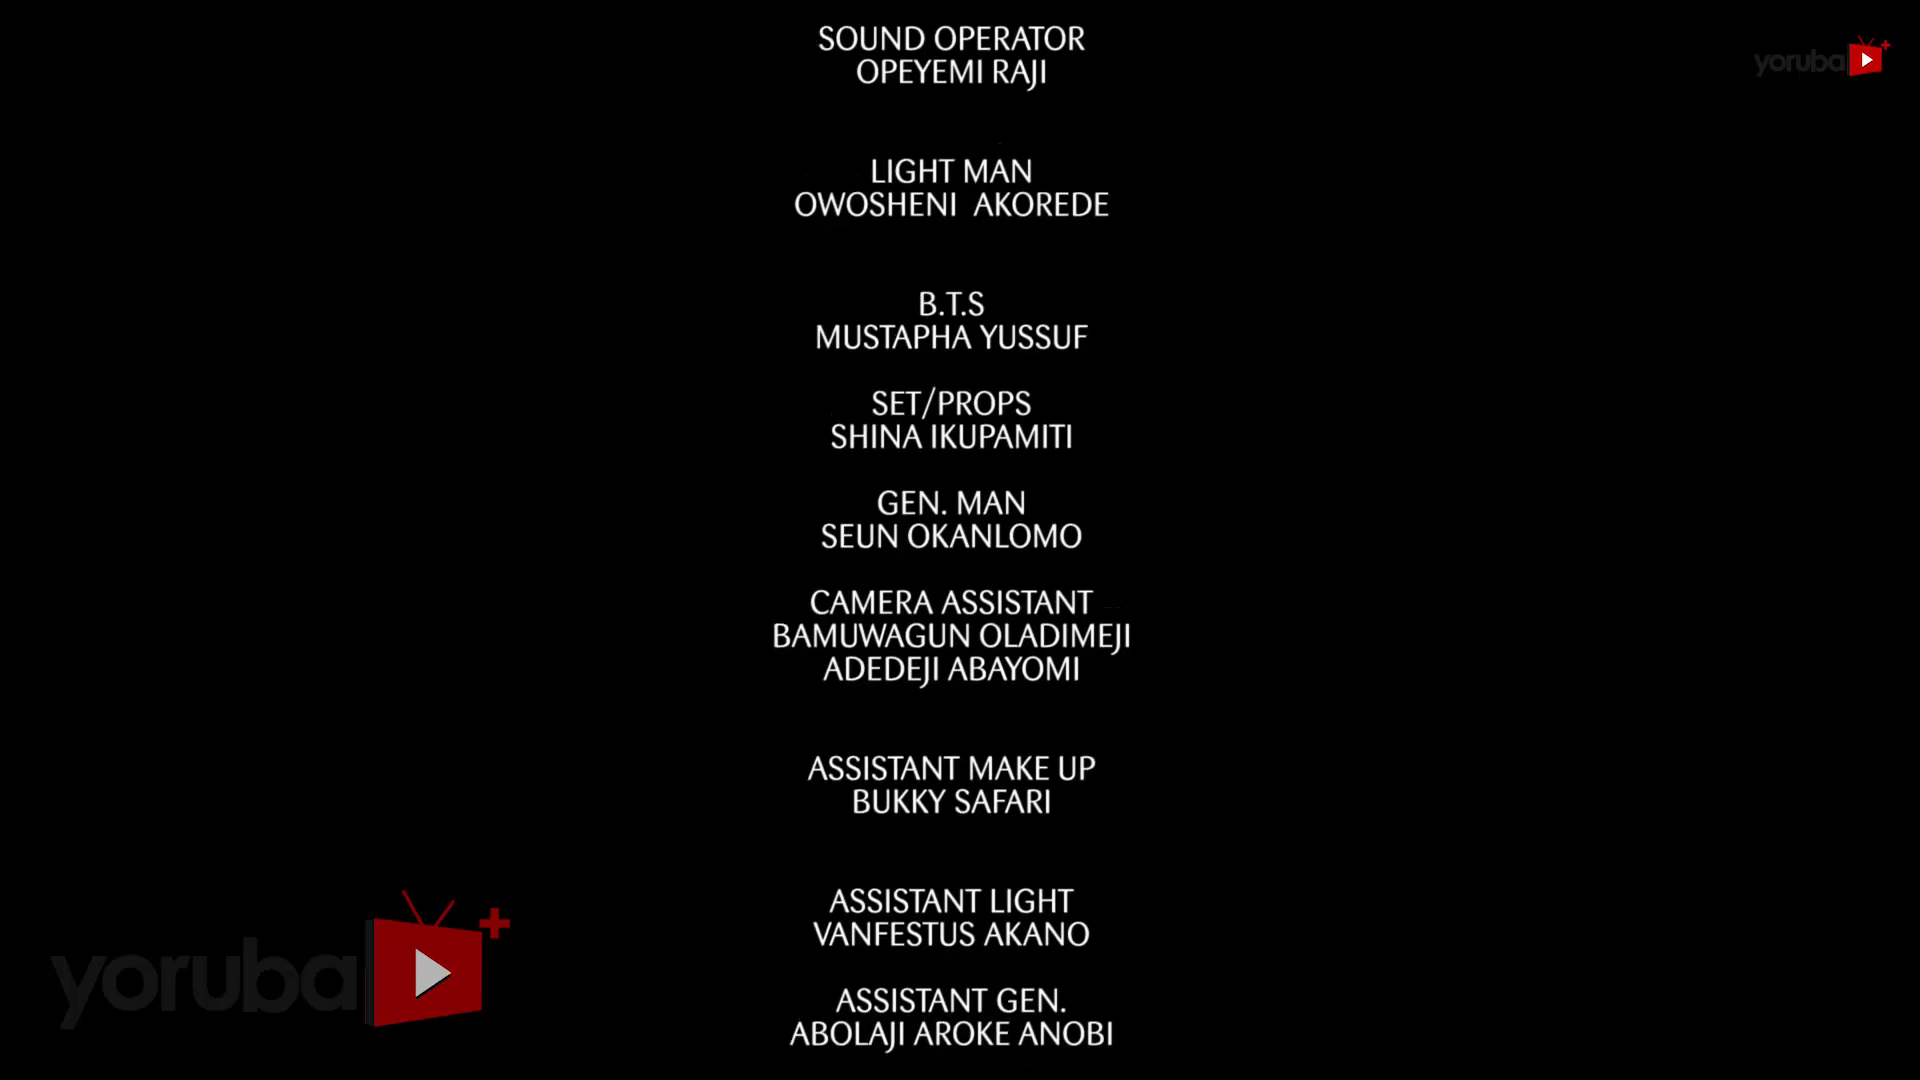 SOUND OPERATOR
OPEYEMI RAJI
yoruba
LIGHT MAN
OWOSHENI  AKOREDE
B.T.S
MUSTAPHA YUSSUF
SET/PROPS
SHINA IKUPAMITI
GEN. MAN
SEUN OKANLOMO
CAMERA ASSISTANT
BAMUWAGUN OLADIMEJI
ADEDEJI ABAYOMI
ASSISTANT MAKE UP
BUKKY SAFARI
ASSISTANT LIGHT
VANFESTUS AKANO
yoruba
ASSISTANT GEN.
ABOLAJI AROKE ANOBI